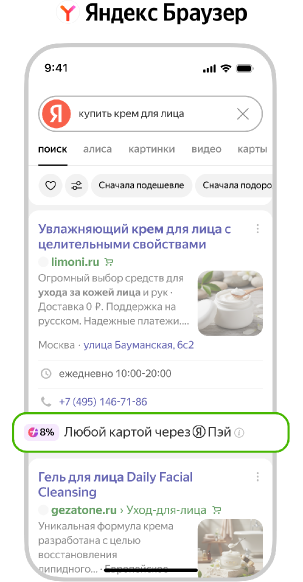 Яндекс Браузер
9:41
Я купить крем для лица
поиск алиса картинки видео карты
Сначала подешевле Сначала подоро
Увлажняющий крем для лица с
целительными свойствами
limoni.ru
Огромный выбор средств для
ухода за кожей лица и рук ·
Доставка 0 ₽. Поддержка на
русском. Надежные платежи....
Москва · улица Бауманская, 6с2
ежедневно 10:00-20:00
+7 (495) 146-71-86
8% Любой картой через Я Пэй
Гель для лица Daily Facial
Cleansing
gezatone.ru › Уход-для-лица
Уникальная формула крема
разработана с целью
восстановления
липидного...